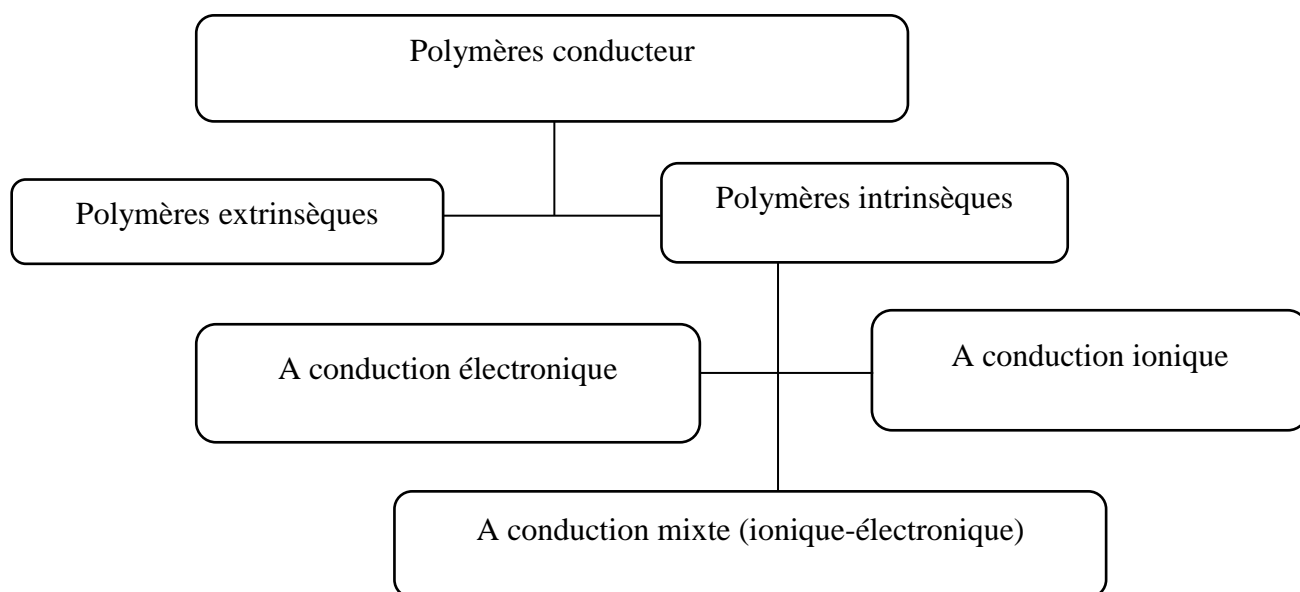 Polymères conducteur
Polymères extrinsèques
Polymères intrinsèques
A conduction électronique
A conduction ionique
A conduction mixte (ionique-électronique)